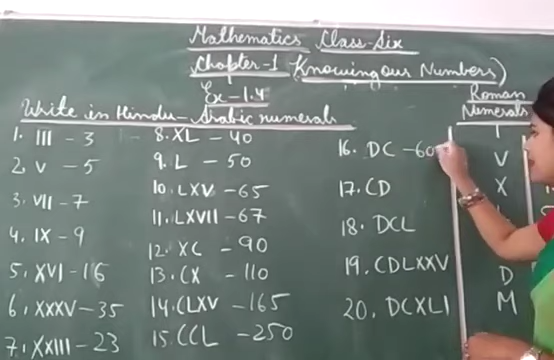 Mathematics Class-Six
Chapter-1 (Knowing our Numbers)
Ex-1.4
Write in Hindu-Arabic numerals
1. III - 3
2. V - 5
3. VII - 7
4. IX - 9
5. XVI - 16
6. XXXV - 35
7. XXIII - 23
8. XL - 40
9. L - 50
10. LXV - 65
11. LXVII - 67
12. XC - 90
13. CX - 110
14. CLXV - 165
15. CCL - 250
16. DC - 60
17. CD
18. DCL
19. CDLXXV
20. DCXLI
Roman
Numerals
I
V
X
D
M